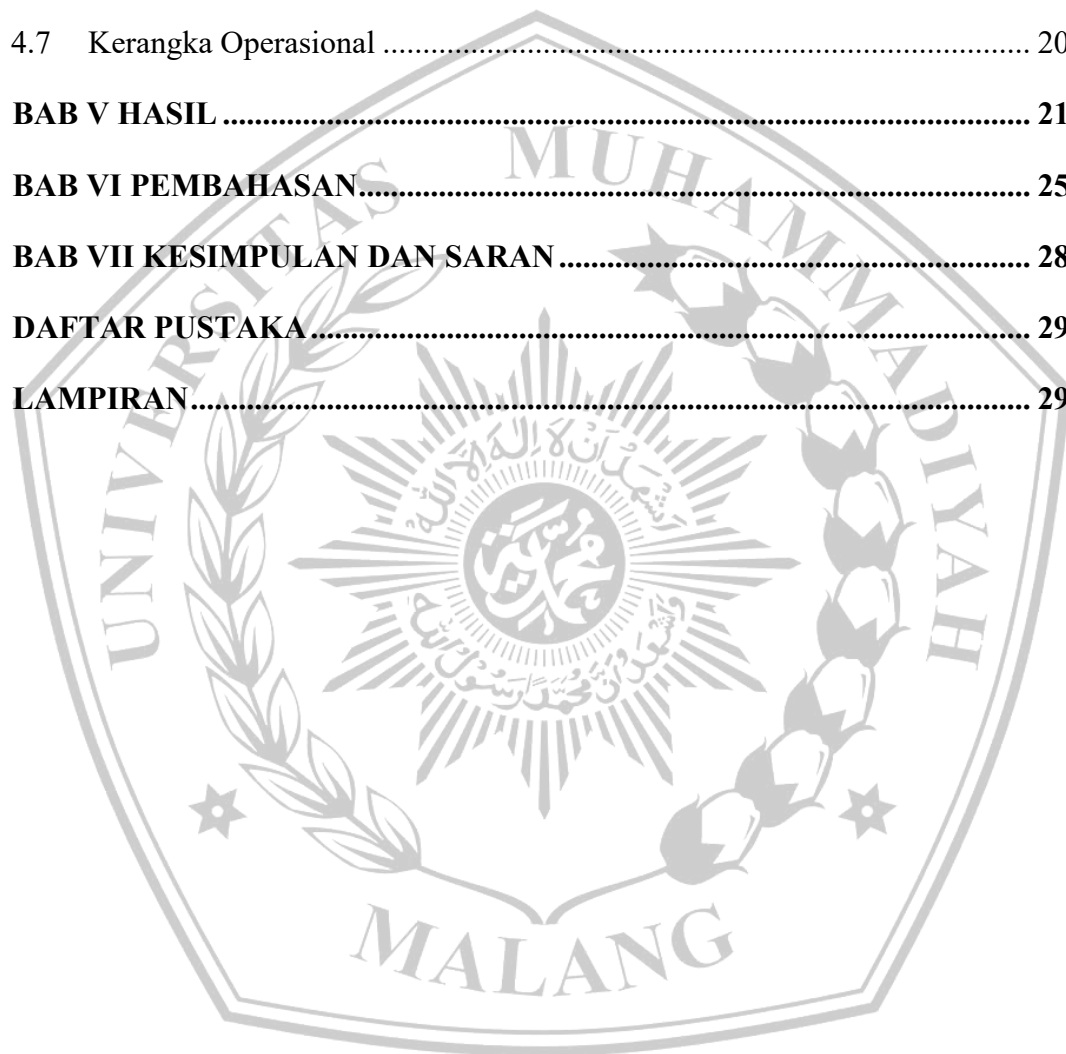 4.7 Kerangka Operasional ........................................................................ 20
BAB V HASIL ........................................................................ 21
BAB VI PEMBAHASAN ........................................................................ 25
BAB VII KESIMPULAN DAN SARAN ........................................................................ 28
DAFTAR PUSTAKA ........................................................................ 29
LAMPIRAN ........................................................................ 29
UNIVERSITAS MUHAMMADIYAH
MALANG